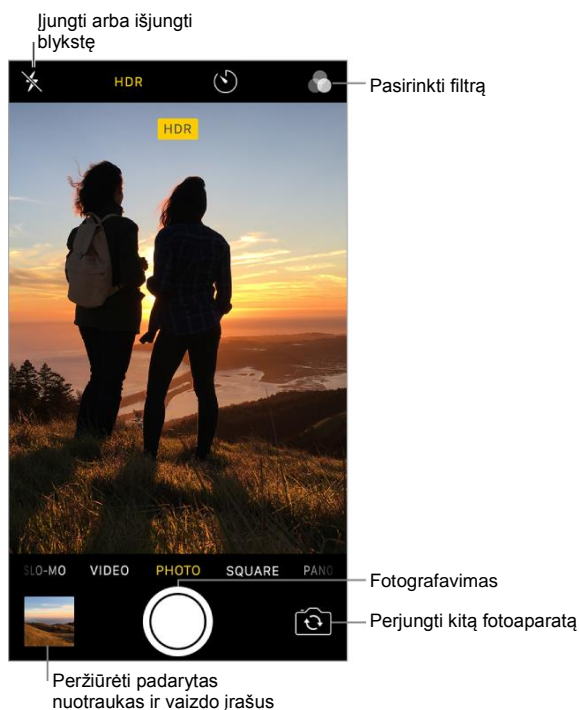 Įjungti arba išjungti
blykstę
HDR
Pasirinkti filtrą
HDR
SLO-MO VIDEO PHOTO SQUARE PANO
Fotografavimas
Perjungti kitą fotoaparatą
Peržiūrėti padarytas
nuotraukas ir vaizdo įrašus